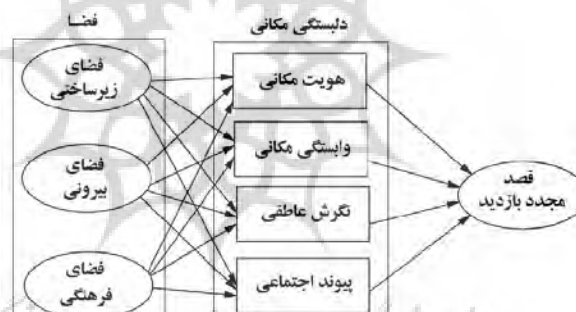 فضا
دلبستگی مکانی
فضای
زیرساختی
فضای
بیرونی
فضای
فرهنگی
هویت مکانی
وابستگی مکانی
نگرش عاطفی
پیوند اجتماعی
قصد
مجدد بازدید